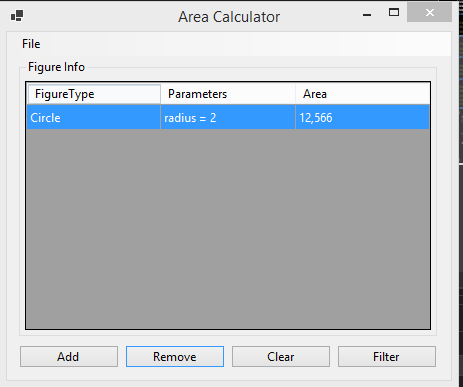 Area Calculator
File
Figure Info
FigureType Parameters Area
Circle radius = 2 12,566
Add Remove Clear Filter